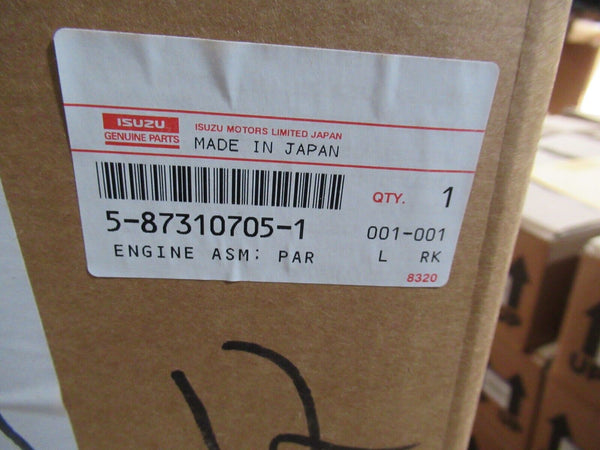 ISUZU
GENUINE PARTS
ISUZU MOTORS LIMITED JAPAN
MADE IN JAPAN
QTY. 1
5-87310705-1
001-001
ENGINE ASM: PAR
L RK
8320
UP